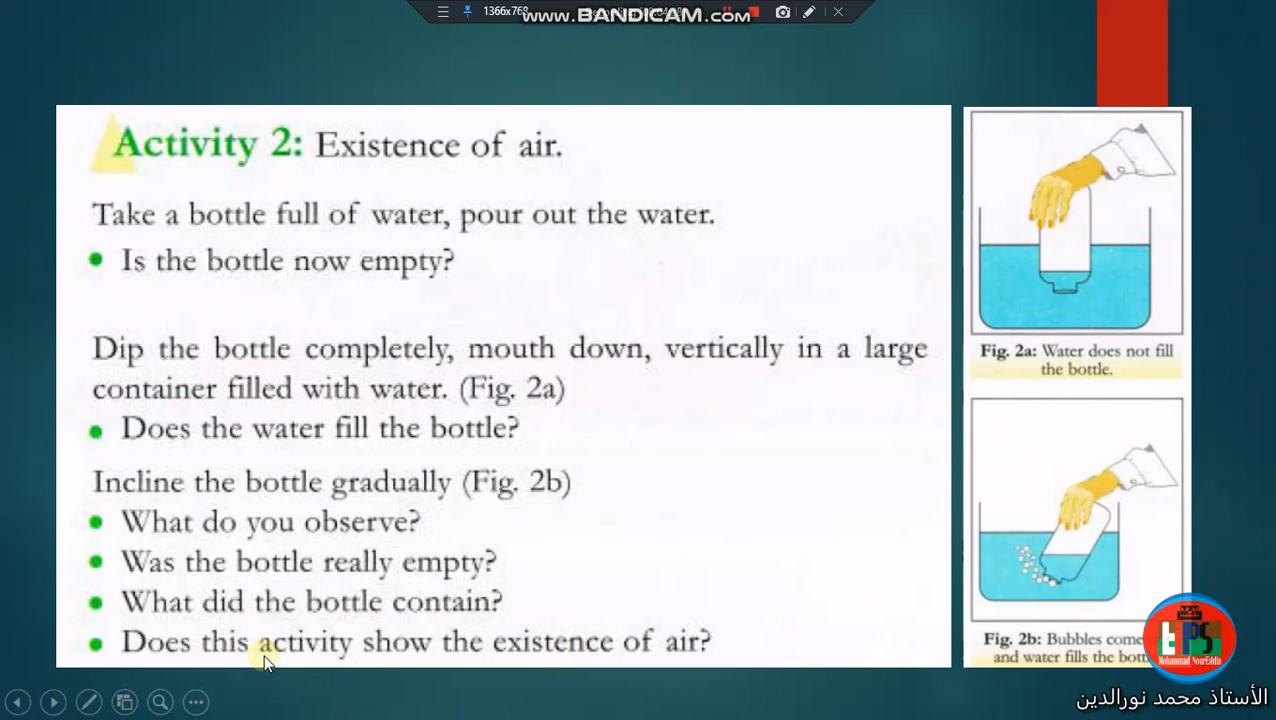 1366x768
www.BANDICAM.com
Activity 2: Existence of air.
Take a bottle full of water, pour out the water.
• Is the bottle now empty?
Dip the bottle completely, mouth down, vertically in a large
container filled with water. (Fig. 2a)
• Does the water fill the bottle?
Incline the bottle gradually (Fig. 2b)
• What do you observe?
• Was the bottle really empty?
• What did the bottle contain?
• Does this activity show the existence of air?
Fig. 2a: Water does not fill
the bottle.
Fig. 2b: Bubbles come
and water fills the
EPS
Mohammad NourEddin
الأستاذ محمد نورالدين